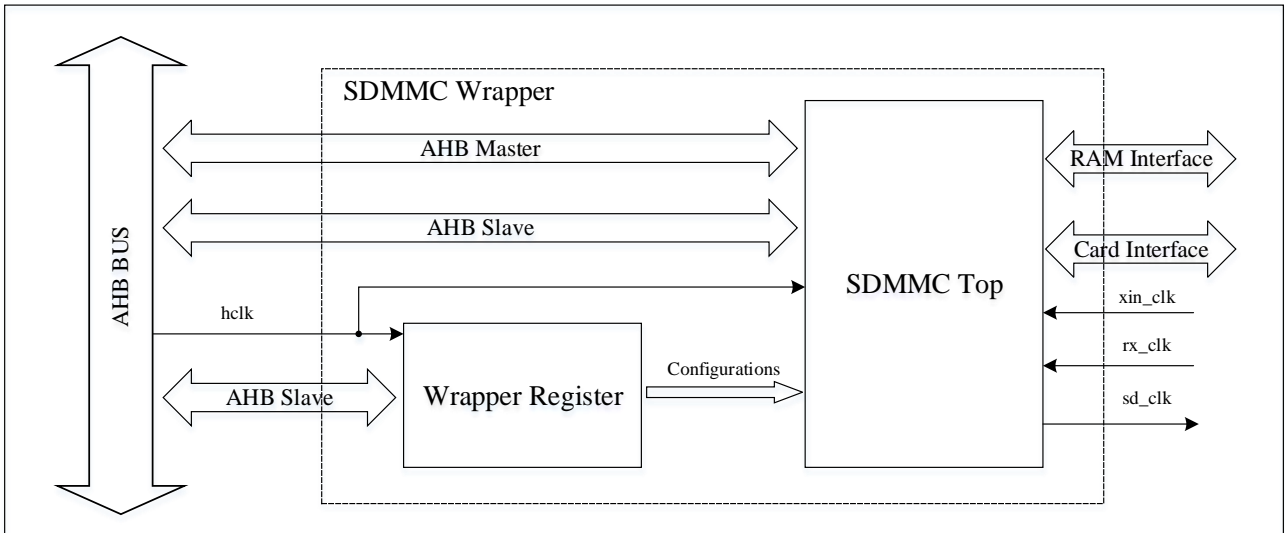 SDMMC Wrapper
AHB Master
RAM Interface
AHB Slave
Card Interface
AHB BUS
SDMMC Top
xin_clk
hclk
rx_clk
Configurations
AHB Slave
Wrapper Register
sd_clk